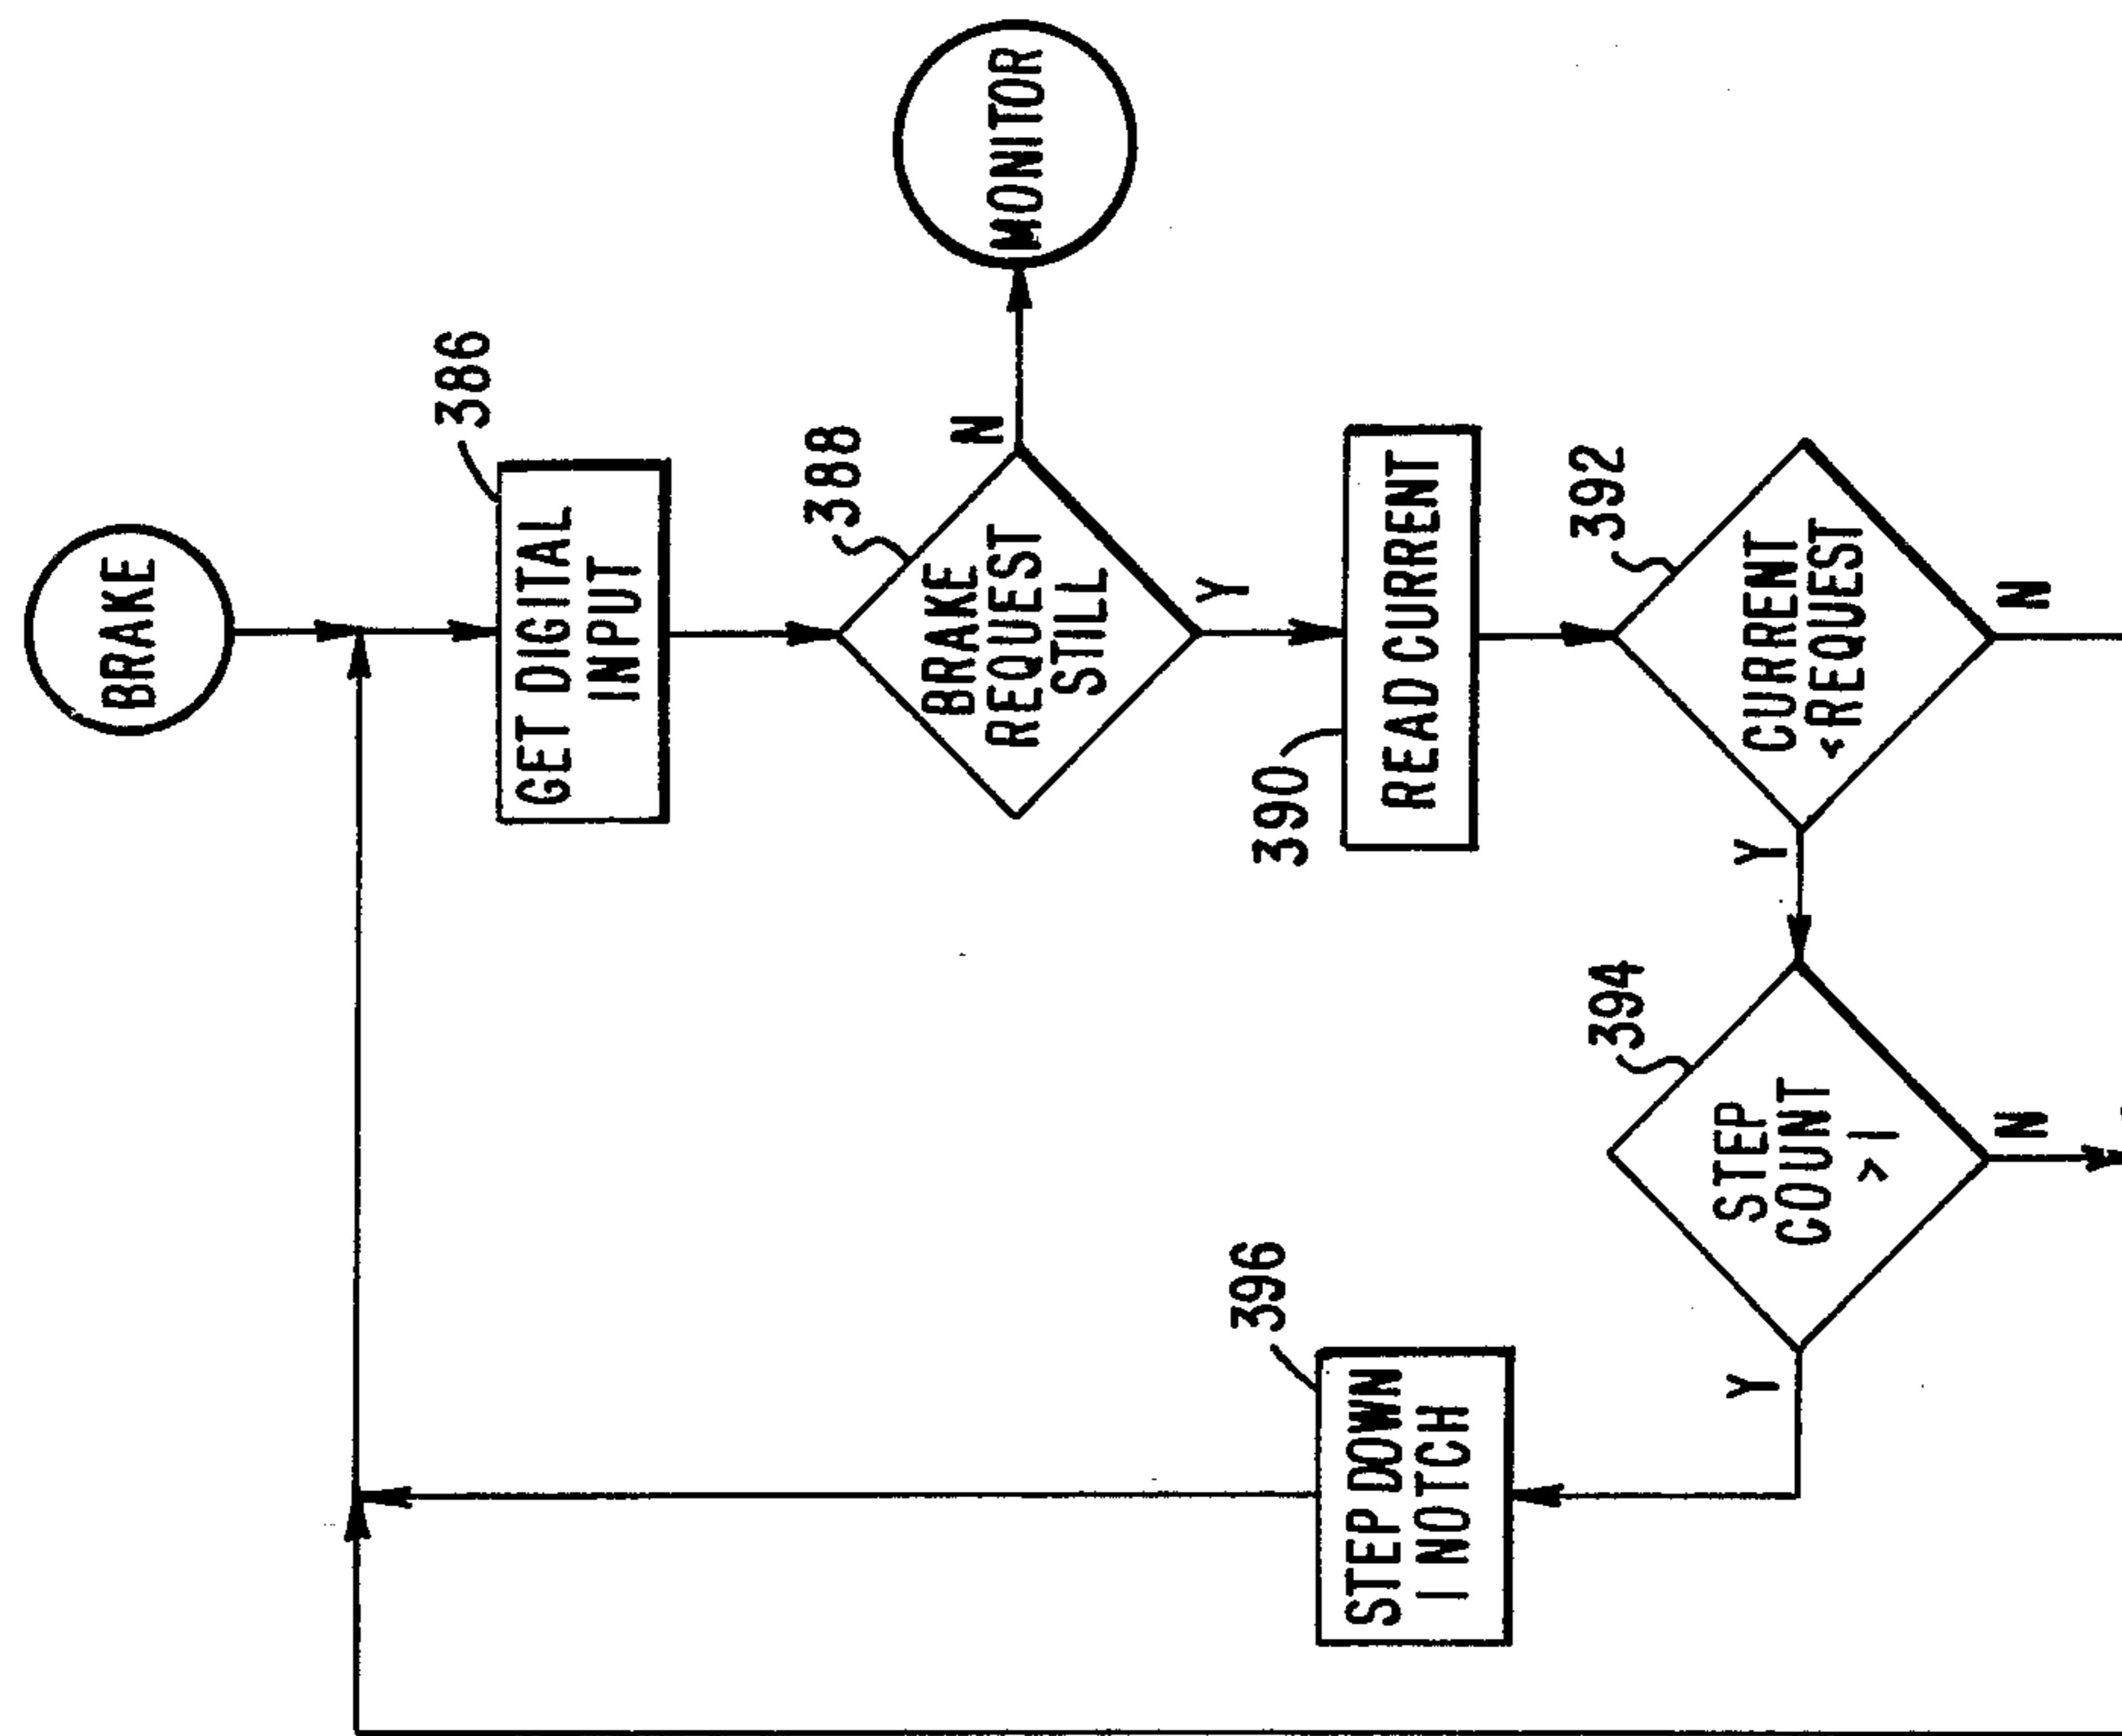 BRAKE
386
GET DIGITAL
INPUT
388
BRAKE
REQUEST
STILL
N
MONITOR
Y
390
READ CURRENT
392
CURRENT
<REQUEST
Y
N
394
STEP
COUNT
>1
Y
N
396
STEP DOWN
1 NOTCH